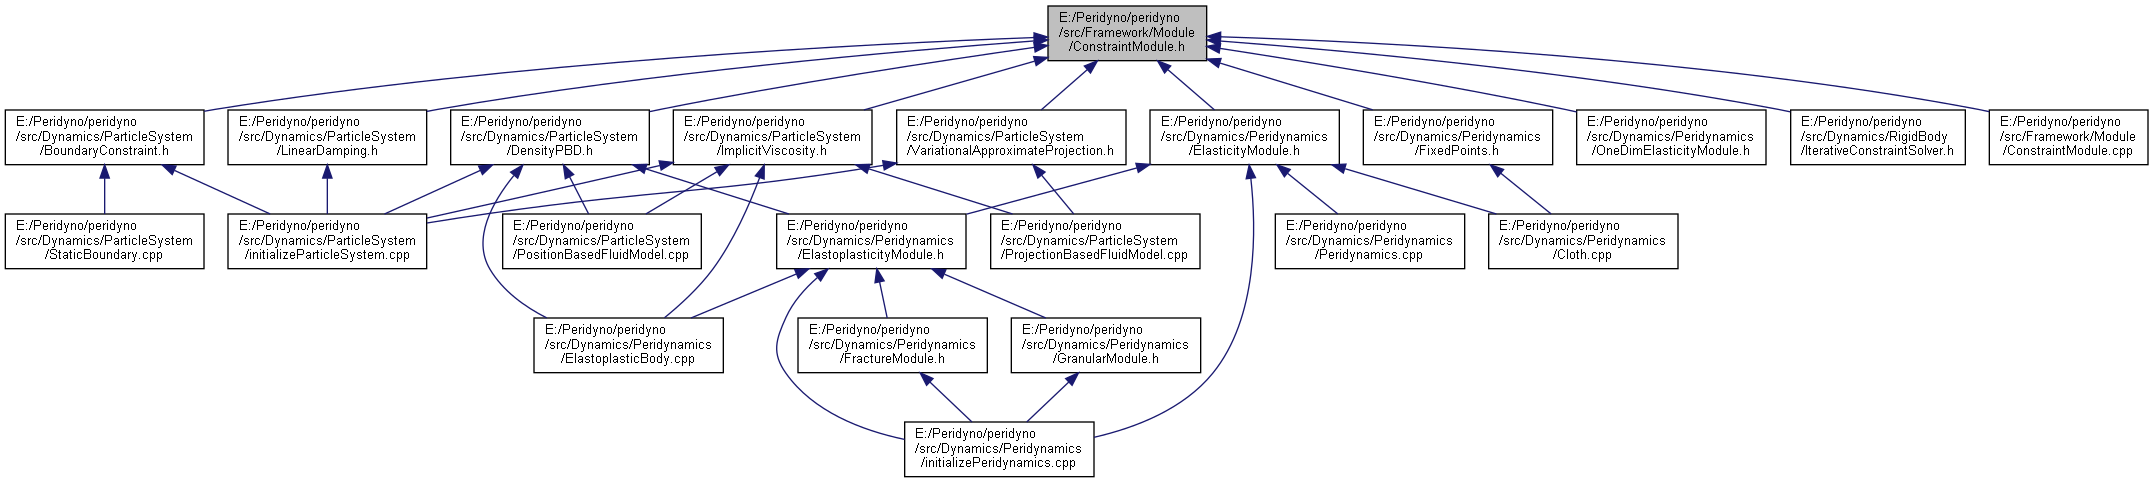 E:/Peridyno/peridyno
/src/Framework/Module
/ConstraintModule.h
E:/Peridyno/peridyno
/src/Dynamics/ParticleSystem
/BoundaryConstraint.h
E:/Peridyno/peridyno
/src/Dynamics/ParticleSystem
/LinearDamping.h
E:/Peridyno/peridyno
/src/Dynamics/ParticleSystem
/DensityPBD.h
E:/Peridyno/peridyno
/src/Dynamics/ParticleSystem
/ImplicitViscosity.h
E:/Peridyno/peridyno
/src/Dynamics/ParticleSystem
/VariationalApproximateProjection.h
E:/Peridyno/peridyno
/src/Dynamics/Peridynamics
/ElasticityModule.h
E:/Peridyno/peridyno
/src/Dynamics/Peridynamics
/FixedPoints.h
E:/Peridyno/peridyno
/src/Dynamics/Peridynamics
/OneDimElasticityModule.h
E:/Peridyno/peridyno
/src/Dynamics/RigidBody
/IterativeConstraintSolver.h
E:/Peridyno/peridyno
/src/Framework/Module
/ConstraintModule.cpp
E:/Peridyno/peridyno
/src/Dynamics/ParticleSystem
/StaticBoundary.cpp
E:/Peridyno/peridyno
/src/Dynamics/ParticleSystem
/initializeParticleSystem.cpp
E:/Peridyno/peridyno
/src/Dynamics/ParticleSystem
/PositionBasedFluidModel.cpp
E:/Peridyno/peridyno
/src/Dynamics/Peridynamics
/ElastoplasticityModule.h
E:/Peridyno/peridyno
/src/Dynamics/ParticleSystem
/ProjectionBasedFluidModel.cpp
E:/Peridyno/peridyno
/src/Dynamics/Peridynamics
/Peridynamics.cpp
E:/Peridyno/peridyno
/src/Dynamics/Peridynamics
/Cloth.cpp
E:/Peridyno/peridyno
/src/Dynamics/Peridynamics
/ElastoplasticBody.cpp
E:/Peridyno/peridyno
/src/Dynamics/Peridynamics
/FractureModule.h
E:/Peridyno/peridyno
/src/Dynamics/Peridynamics
/GranularModule.h
E:/Peridyno/peridyno
/src/Dynamics/Peridynamics
/initializePeridynamics.cpp